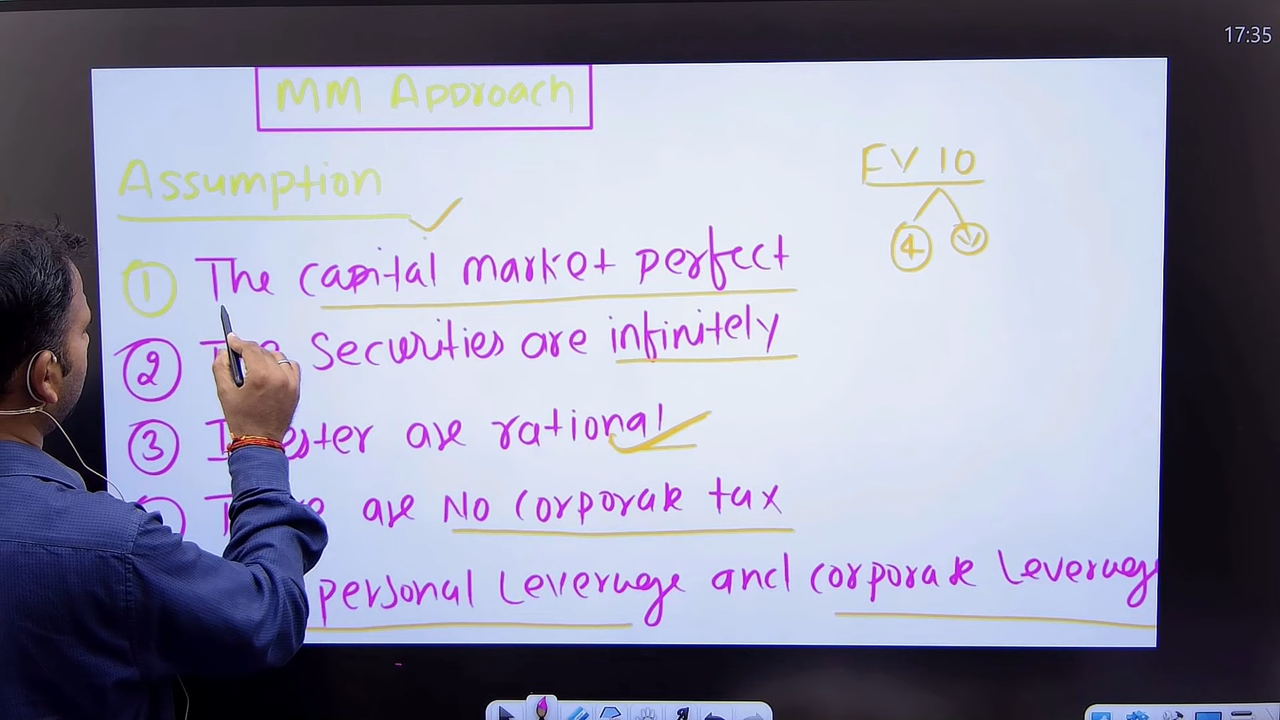 17:35
MM Approach
Assumption
FV 10
4
1 The capital market perfect
2 securities are infinitely
3 are rational
are No corporate tax
personal Leverage and corporate Leverage